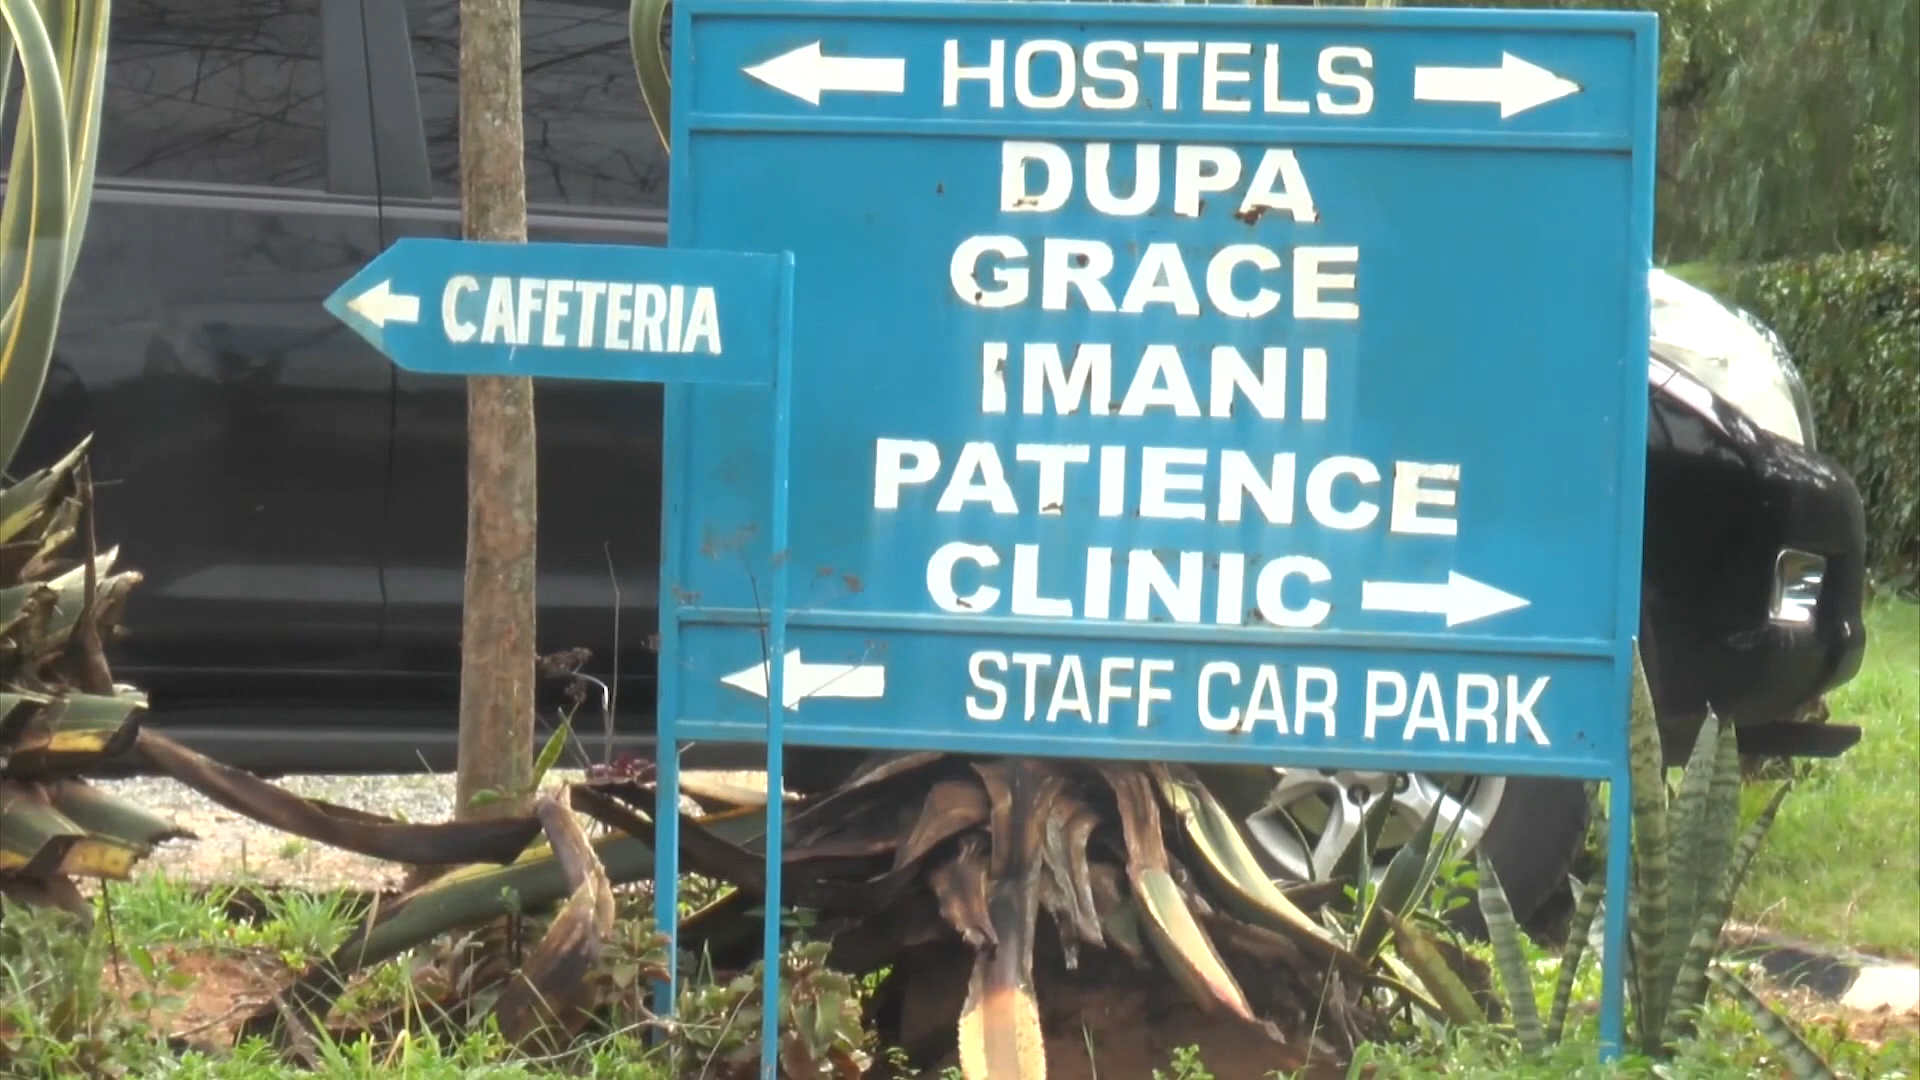 HOSTELS
DUPA
GRACE
IMANI
PATIENCE
CLINIC
STAFF CAR PARK
CAFETERIA